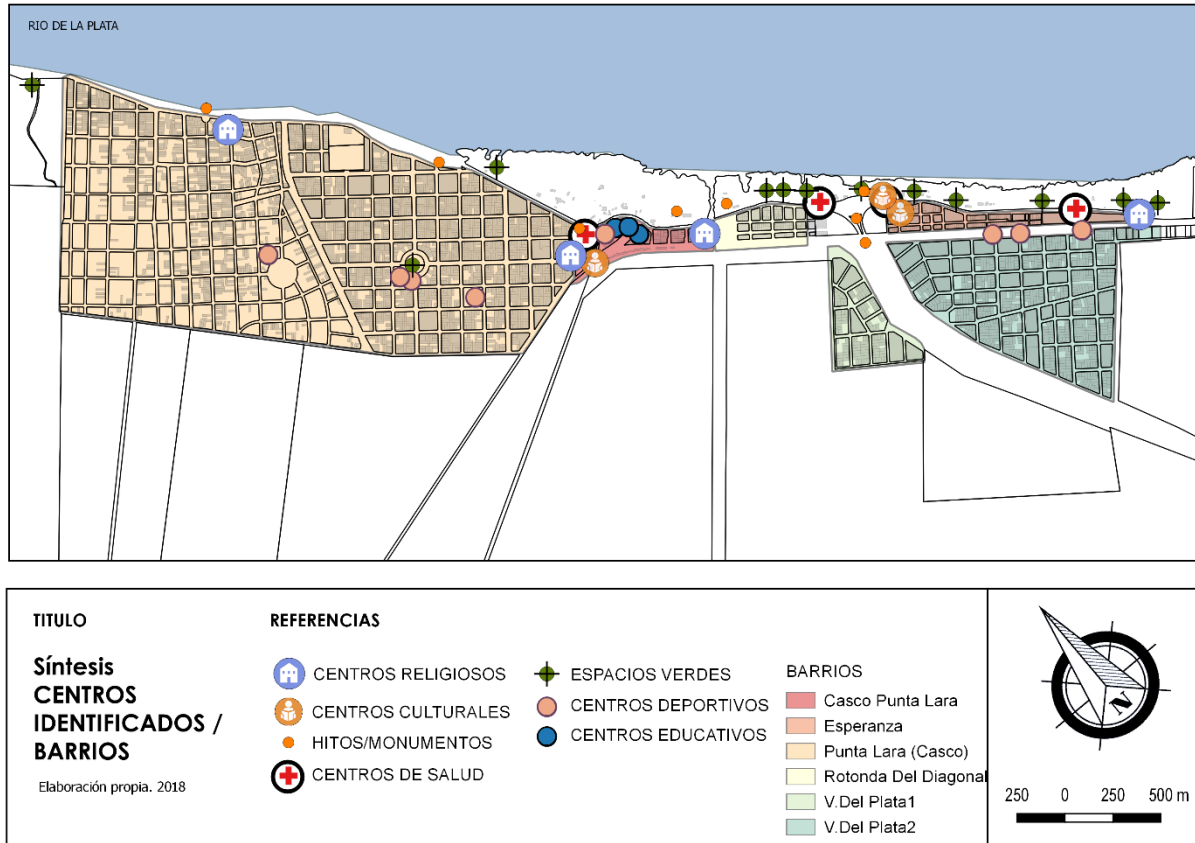 RIO DE LA PLATA
TITULO
Síntesis
CENTROS
IDENTIFICADOS /
BARRIOS
Elaboración propia. 2018
REFERENCIAS
CENTROS RELIGIOSOS
CENTROS CULTURALES
HITOS/MONUMENTOS
CENTROS DE SALUD
ESPACIOS VERDES
CENTROS DEPORTIVOS
CENTROS EDUCATIVOS
BARRIOS
Casco Punta Lara
Esperanza
Punta Lara (Casco)
Rotonda Del Diagonal
V.Del Plata1
V.Del Plata2
N
250 0 250 500 m